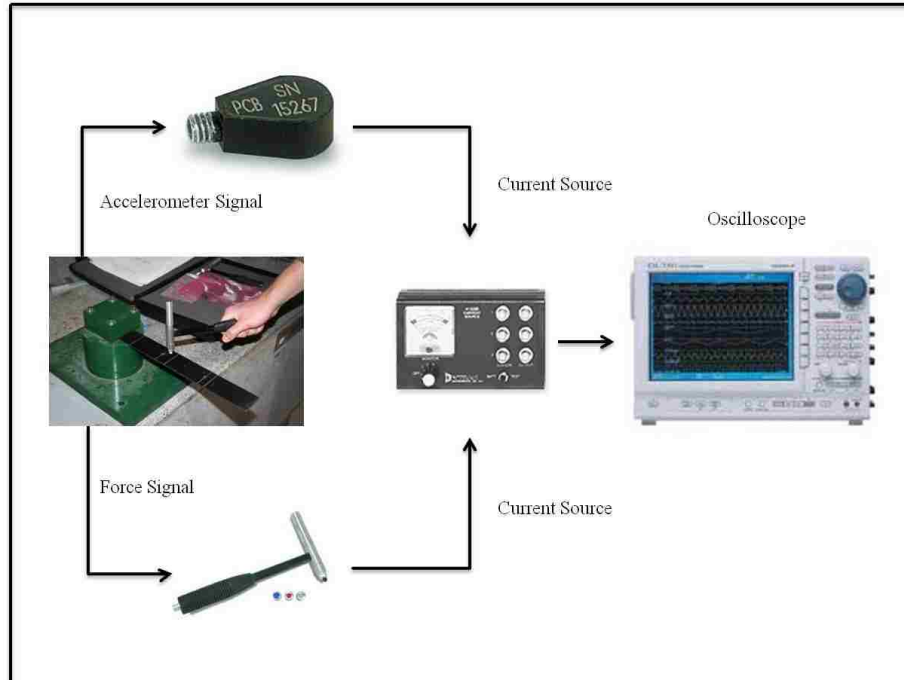 SN
PCB 15267
Accelerometer Signal
Current Source
Oscilloscope
Force Signal
Current Source